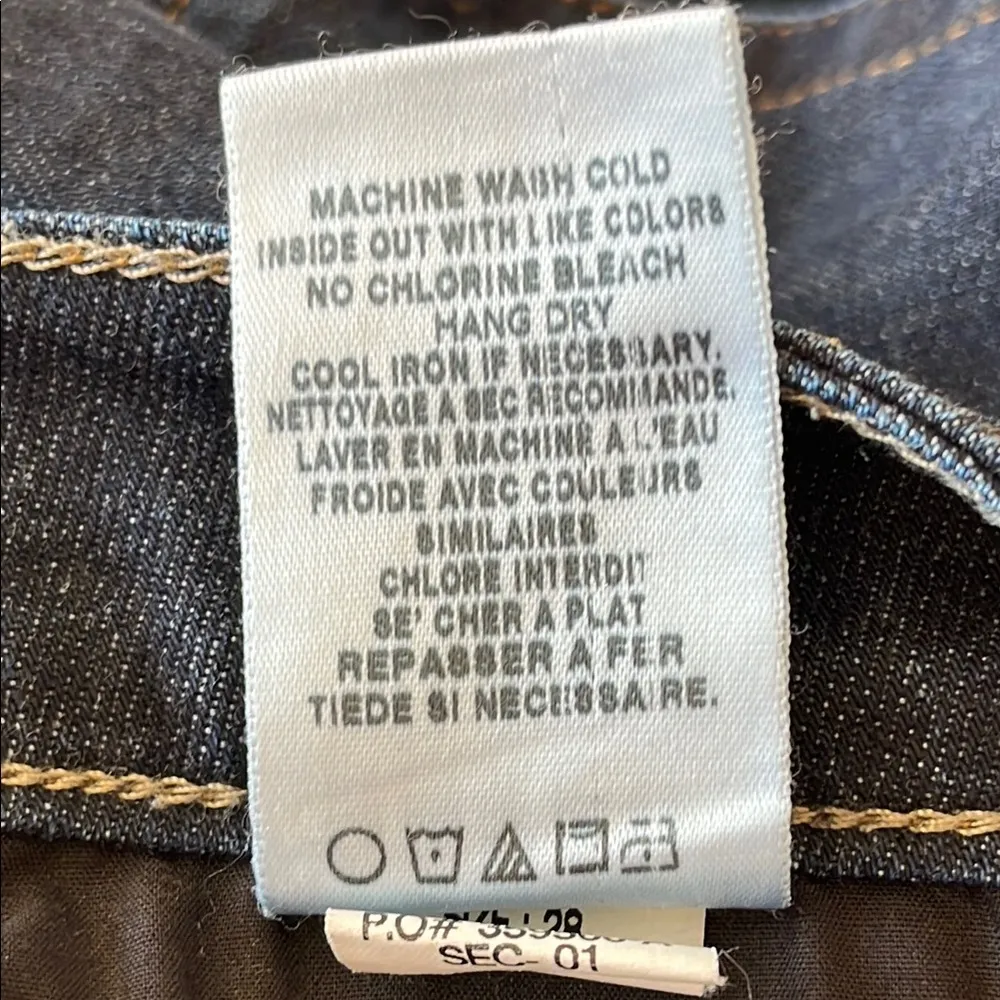 MACHINE WASH COLD
INSIDE OUT WITH LIKE COLORS
NO CHLORINE BLEACH
HANG DRY
COOL IRON IF NECESSARY.
NETTOYAGE A SEC RECOMMANDE.
LAVER EN MACHINE A L'EAU
FROIDE AVEC COULEURS
SIMILAIRES
CHLORE INTERDIT
SE' CHER A PLAT
REPASSER A FER
TIEDE SI NECESSAIRE.
P.O#
SEC- 01